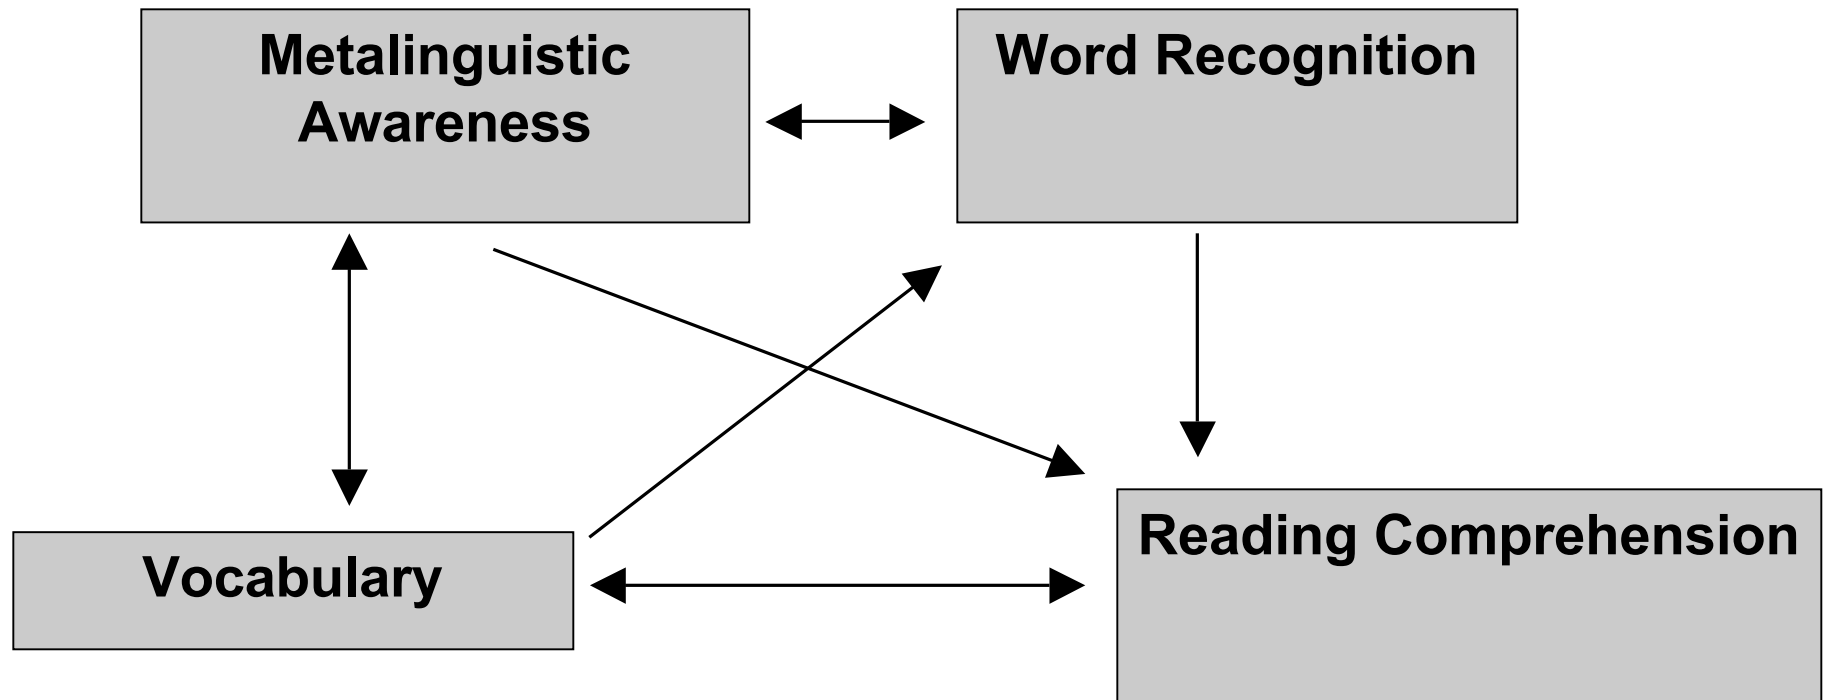 Metalinguistic
Awareness
Word Recognition
Vocabulary
Reading Comprehension